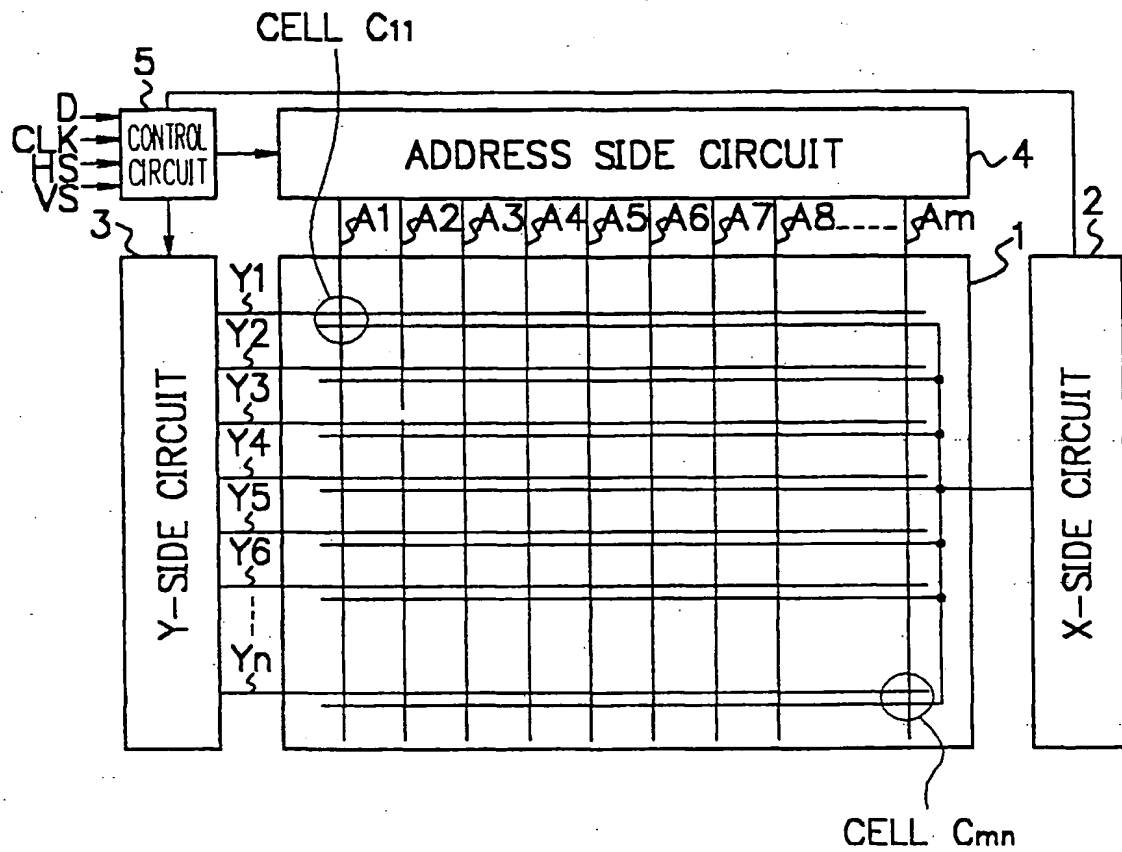 CELL C11
5
D
CLK
HS
VS
CONTROL
CIRCUIT
ADDRESS SIDE CIRCUIT
4
3
A1 A2 A3 A4 A5 A6 A7 A8---- Am
1
2
Y1
Y2
Y3
Y4
Y5
Y6
Yn
Y-SIDE CIRCUIT
X-SIDE CIRCUIT
CELL Cmn